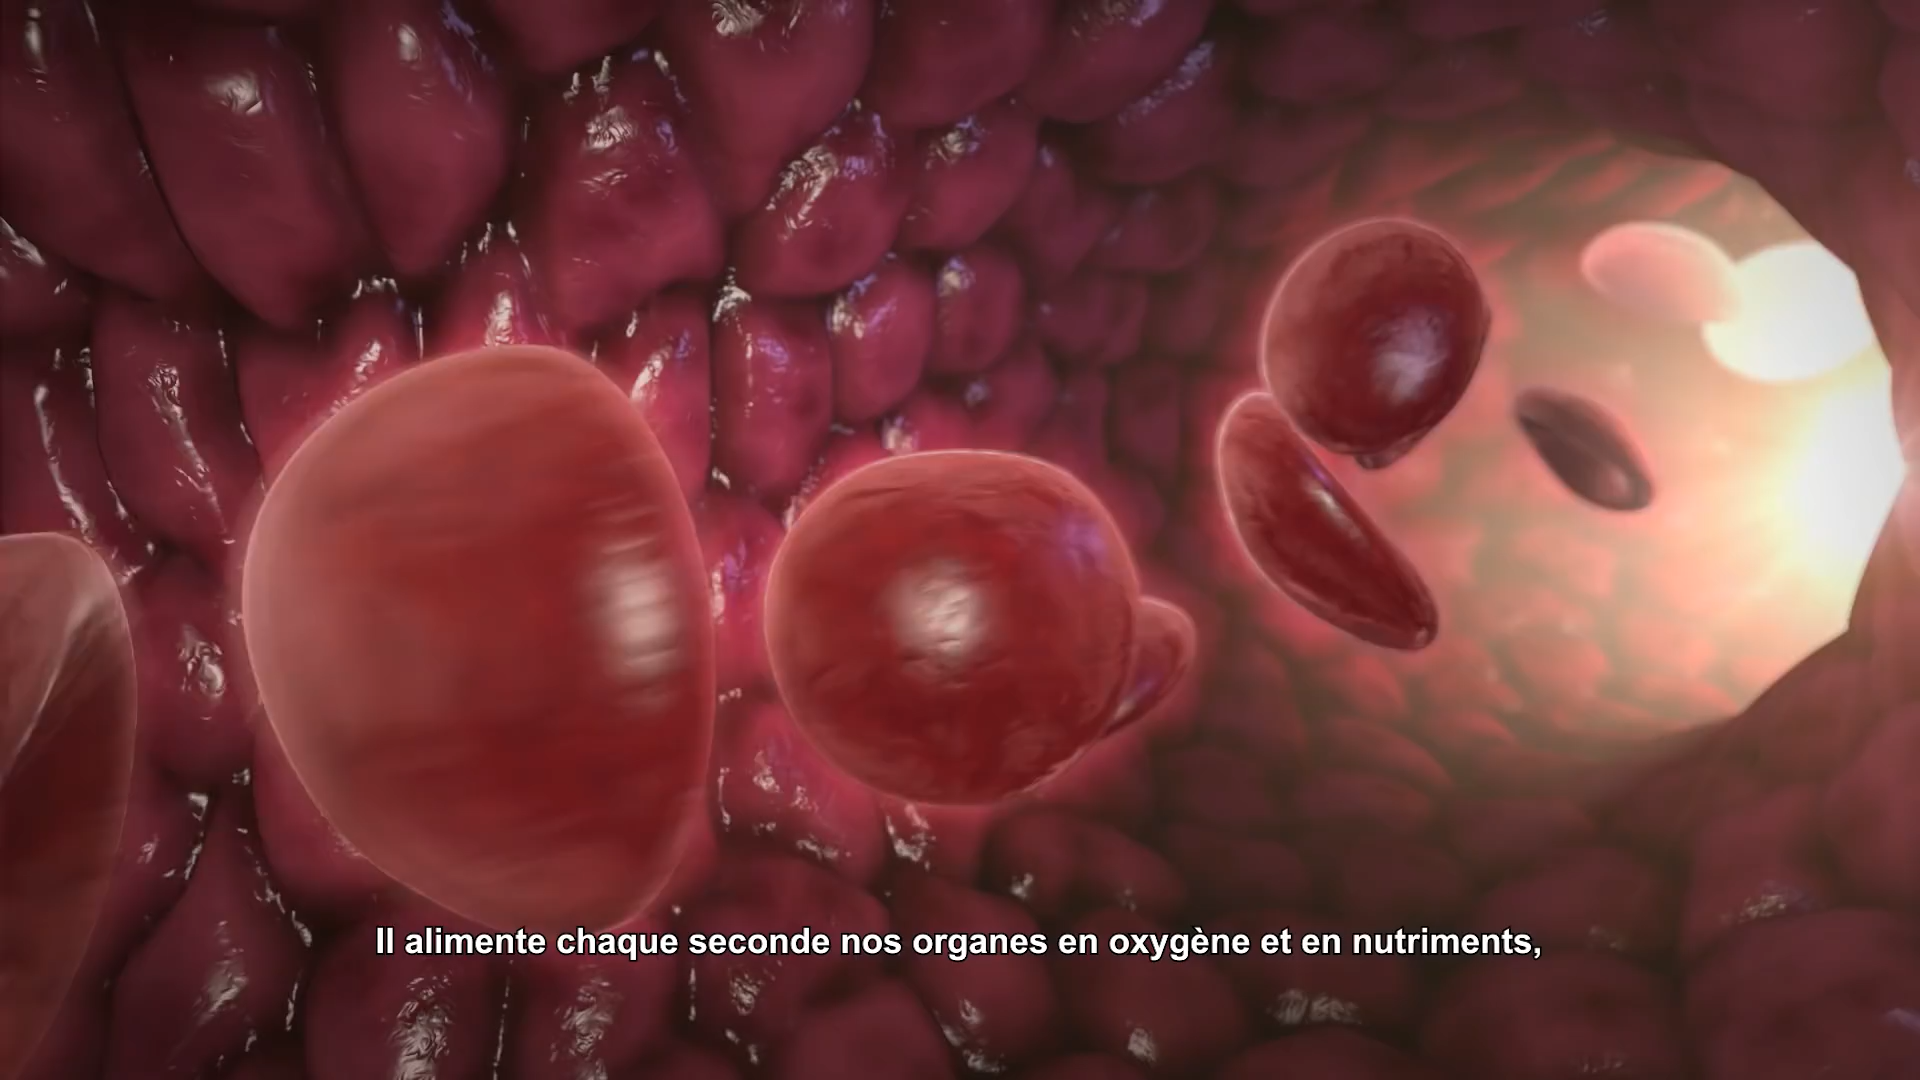 Il alimente chaque seconde nos organes en oxygène et en nutriments,